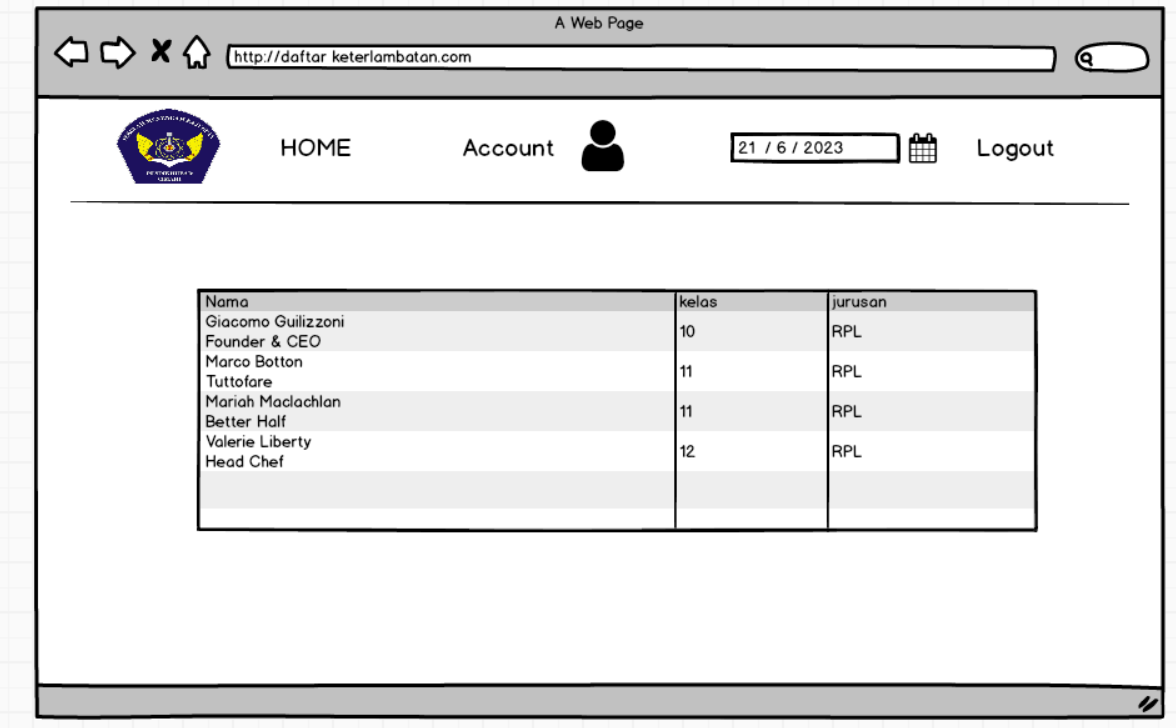 A Web Page
http://daftar keterlambatan.com
HOME
Account
21 / 6 / 2023
Logout
Nama kelas jurusan
Giacomo Guilizzoni
Founder & CEO
10 RPL
Marco Botton
Tuttofare
11 RPL
Mariah Maclachlan
Better Half
11 RPL
Valerie Liberty
Head Chef
12 RPL